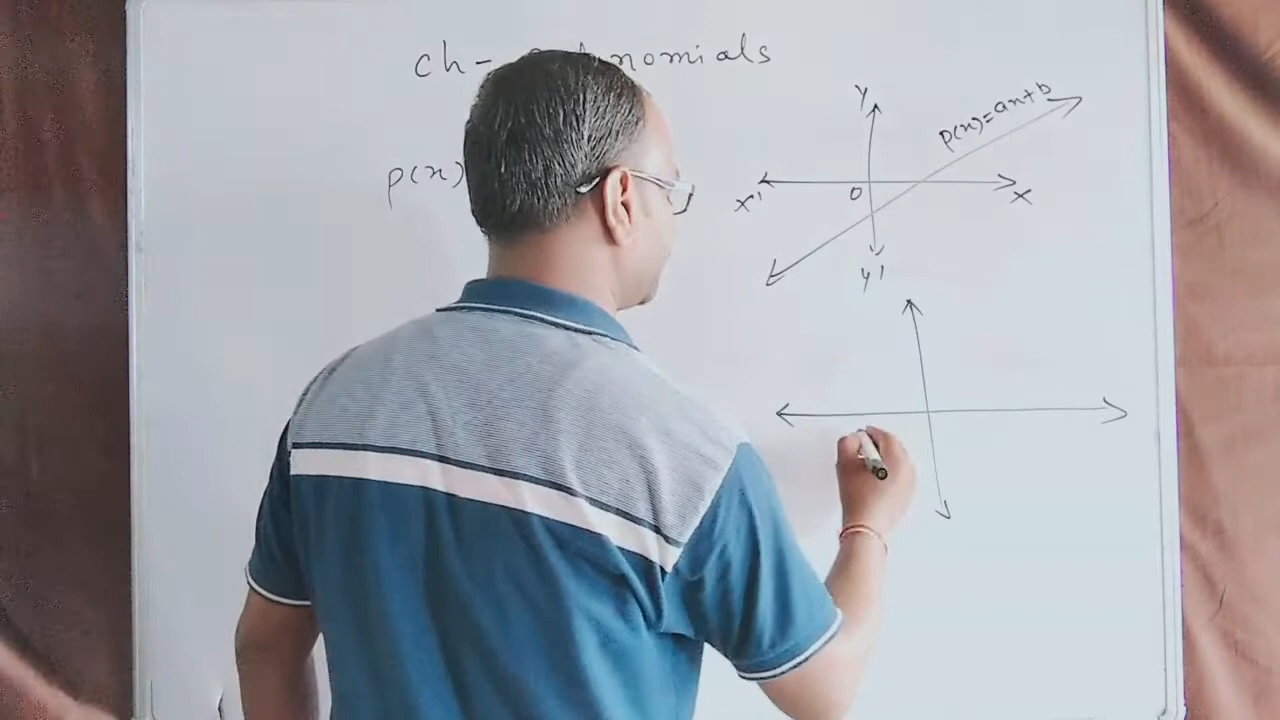 ch- nomials
p(x)
Y
p(x)=ax+b
X'
O
X
Y'